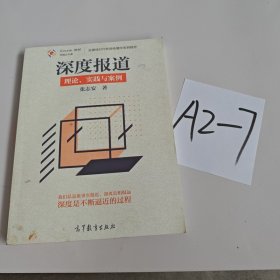 深度报道
理论、实践与案例
张志安 著
深度是不断逼近的过程
高等教育出版社
A2-7